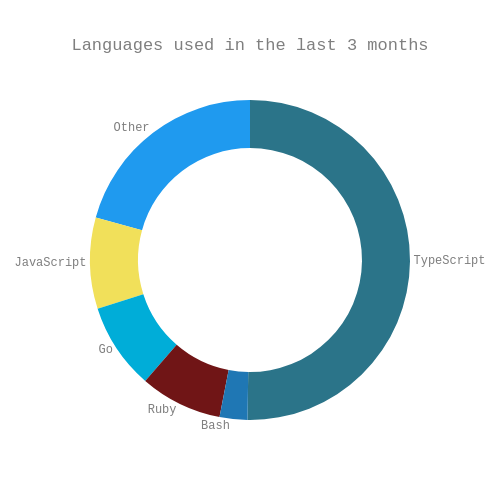 Languages used in the last 3 months
Other
TypeScript
JavaScript
Go
Ruby
Bash